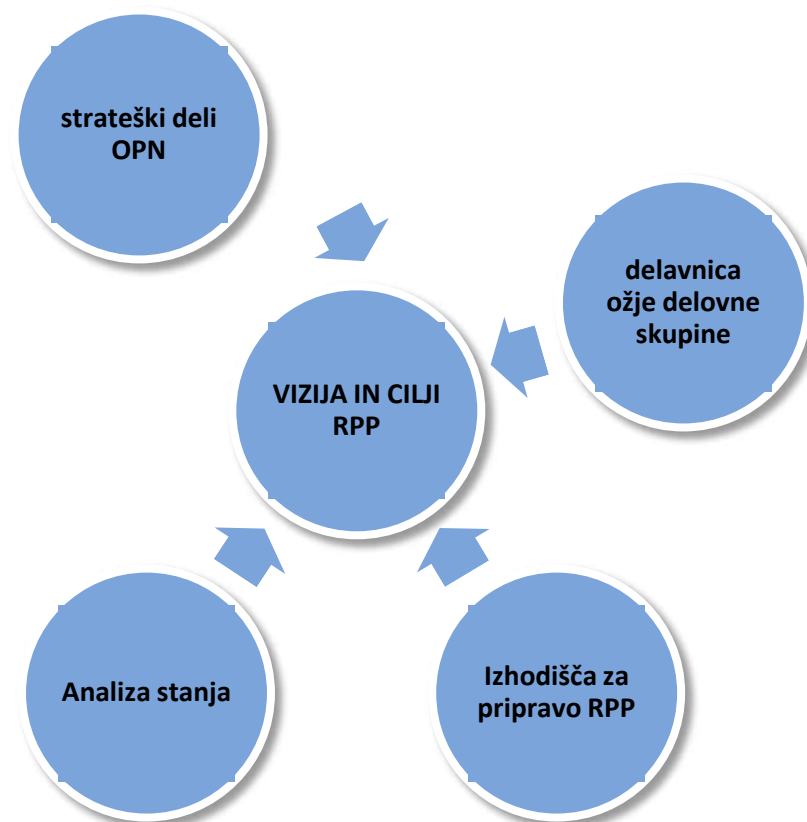 strateški deli
OPN
delavnica
ožje delovne
skupine
VIZIJA IN CILJI
RPP
Analiza stanja
Izhodišča za
pripravo RPP